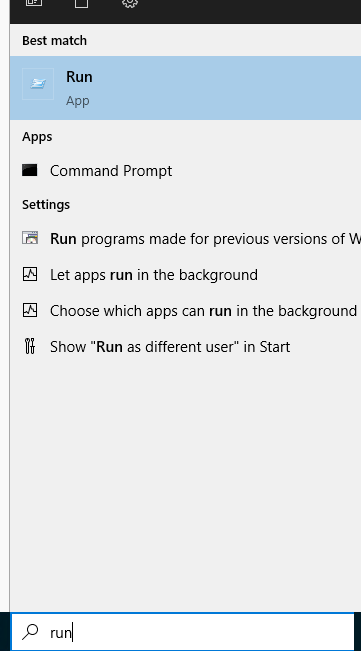 Best match
Run
App
Apps
Command Prompt
Settings
Run programs made for previous versions of W
Let apps run in the background
Choose which apps can run in the background
Show "Run as different user" in Start
run